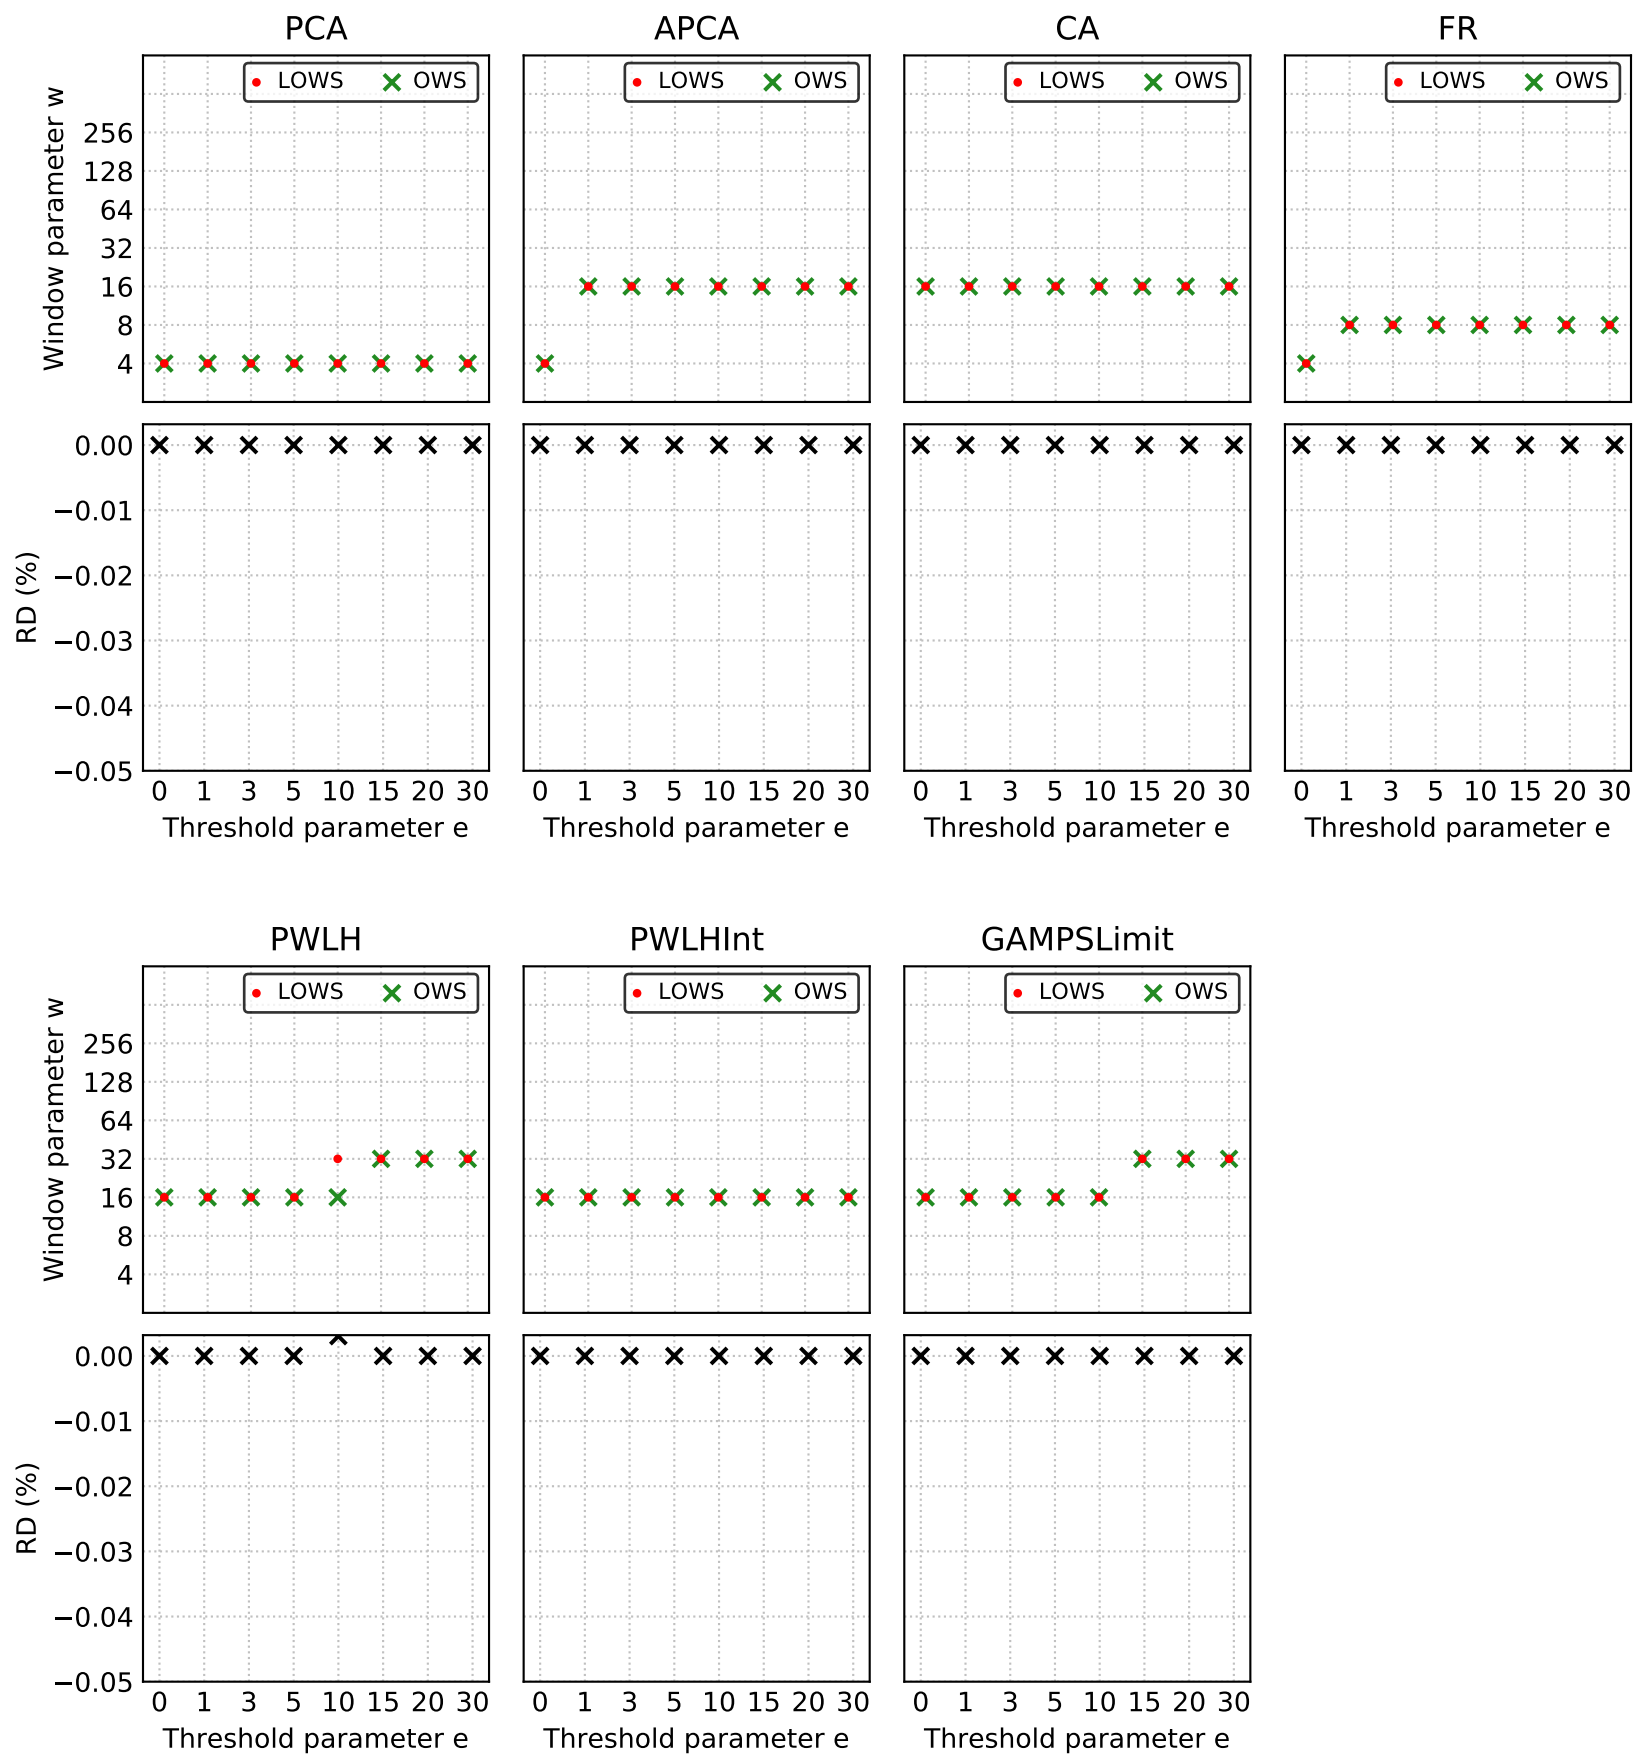 PCA APCA CA FR
LOWS OWS LOWS OWS LOWS OWS LOWS OWS
Window parameter w
256
128
64
32
16
8
4
RD (%)
0.00
−0.01
−0.02
−0.03
−0.04
−0.05
0 1 3 5 10 15 20 30 0 1 3 5 10 15 20 30 0 1 3 5 10 15 20 30 0 1 3 5 10 15 20 30
Threshold parameter e Threshold parameter e Threshold parameter e Threshold parameter e
PWLH PWLHInt GAMPSLimit
LOWS OWS LOWS OWS LOWS OWS
Window parameter w
256
128
64
32
16
8
4
RD (%)
0.00
−0.01
−0.02
−0.03
−0.04
−0.05
0 1 3 5 10 15 20 30 0 1 3 5 10 15 20 30 0 1 3 5 10 15 20 30
Threshold parameter e Threshold parameter e Threshold parameter e